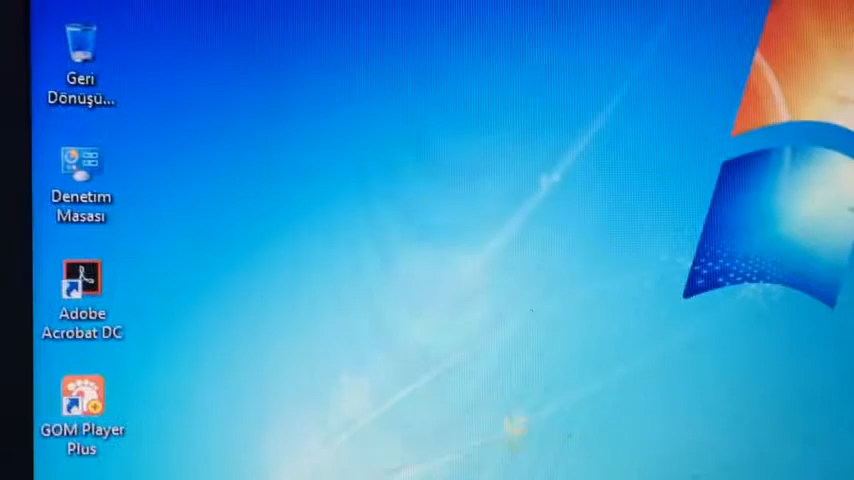 Geri
Dönüşü...
Denetim
Masası
Adobe
Acrobat DC
GOM Player
Plus